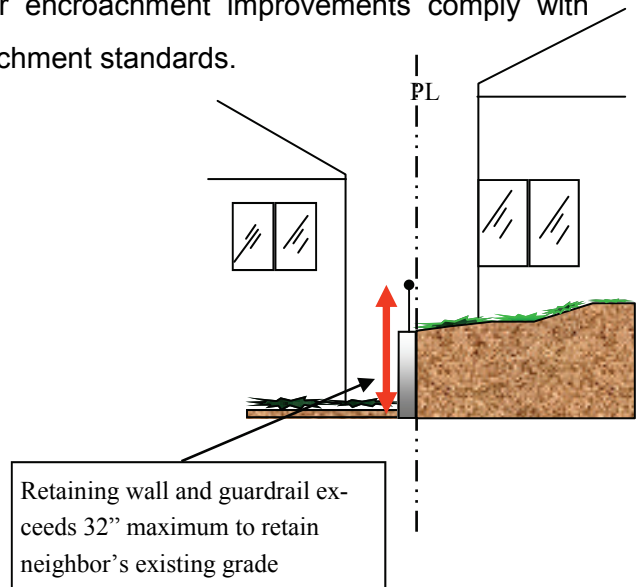 r encroachment improvements comply with
chment standards.
PL
Retaining wall and guardrail ex-
ceeds 32” maximum to retain
neighbor’s existing grade